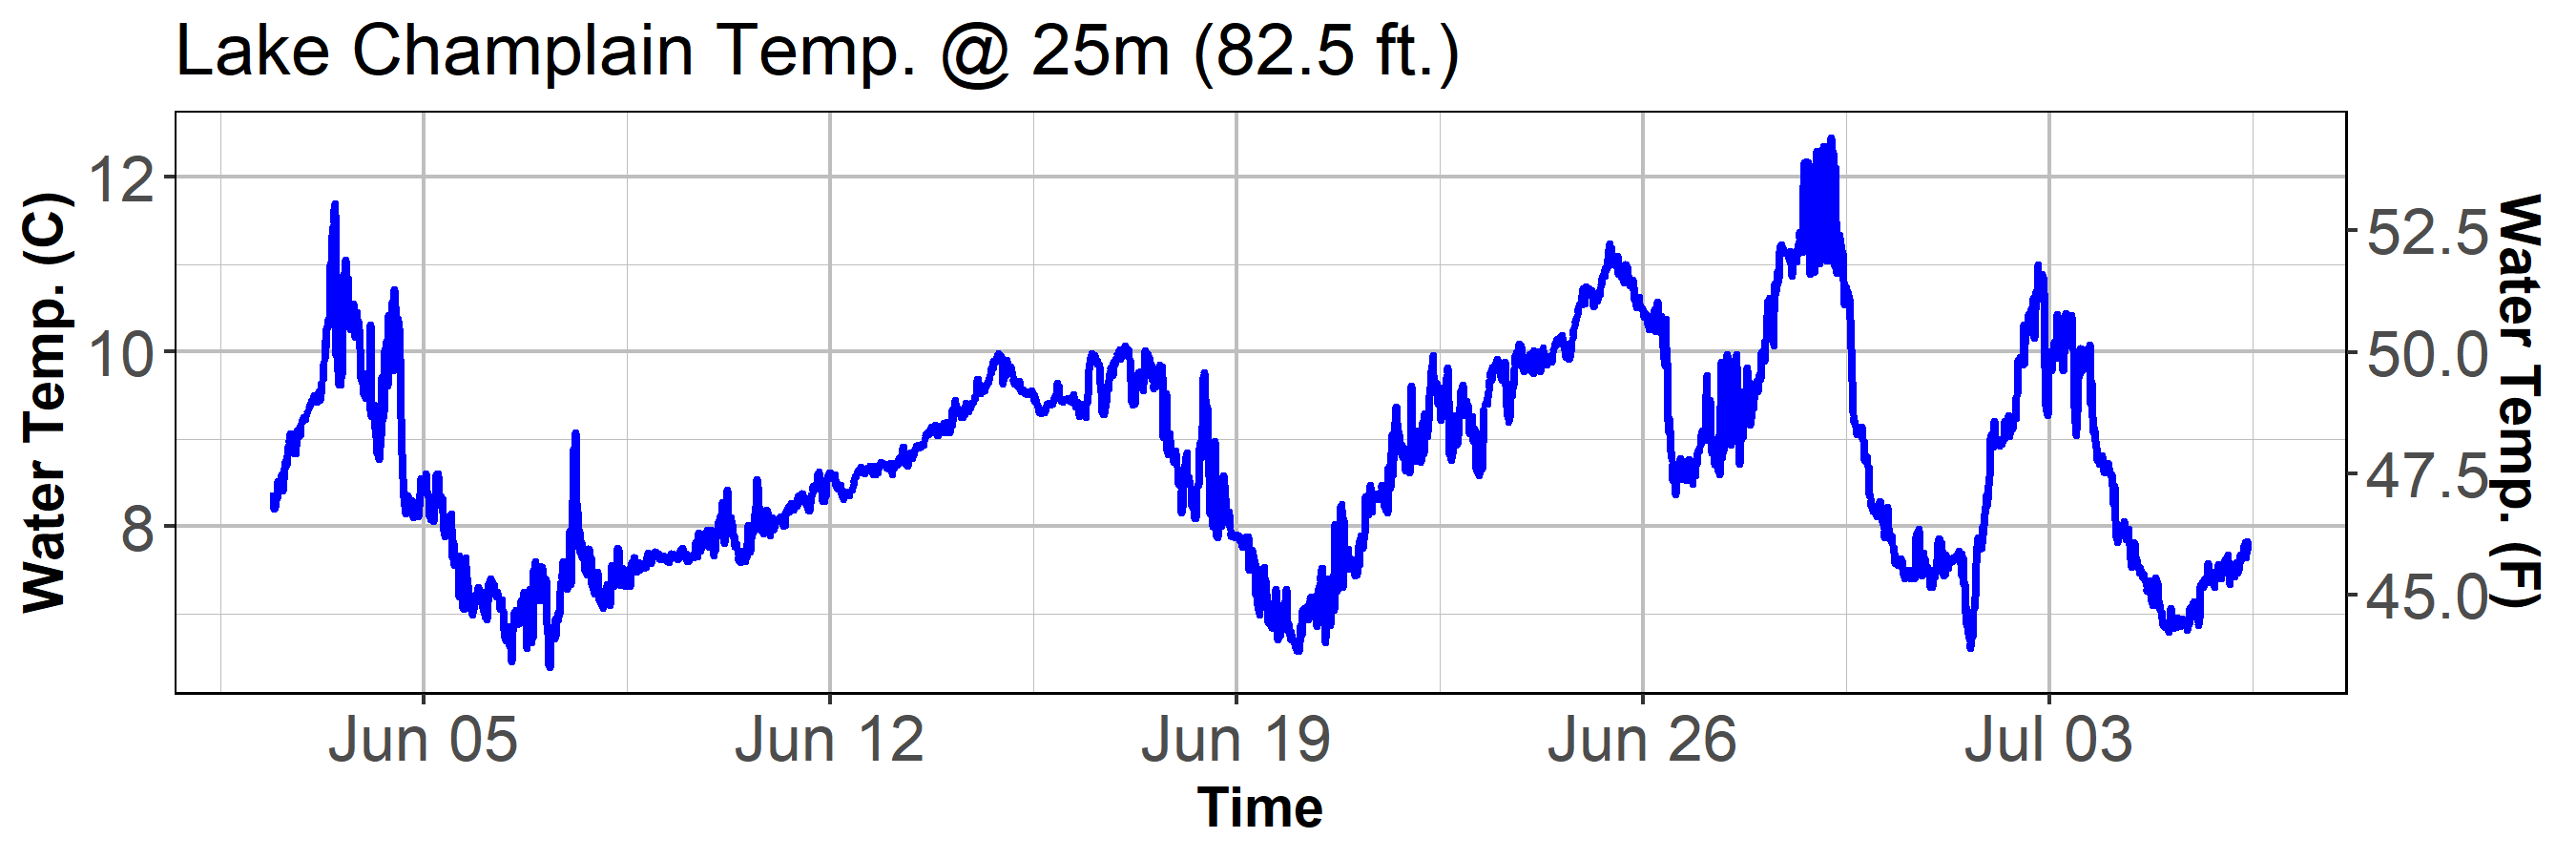 Lake Champlain Temp. @ 25m (82.5 ft.)
Water Temp. (C)
12
10
8
52.5
50.0
47.5
45.0
Water Temp. (F)
Jun 05
Jun 12
Jun 19
Jun 26
Jul 03
Time